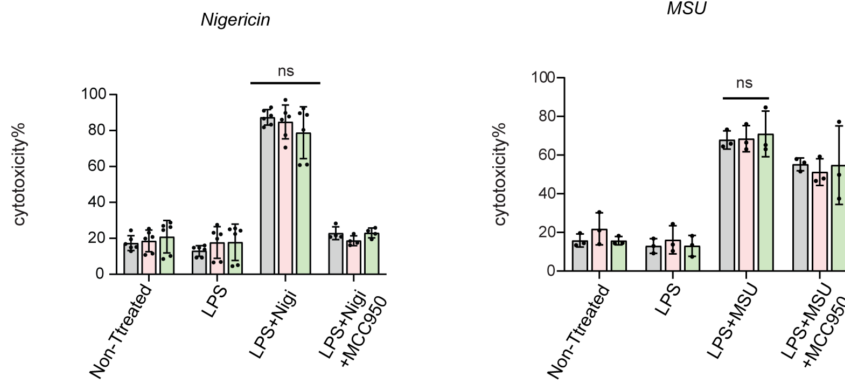 Nigericin
ns
cytotoxicity%
100
80
60
40
20
0
Non-Ttreated
LPS
LPS+Nigi
LPS+Nigi
+MCC950
MSU
ns
cytotoxicity%
100
80
60
40
20
0
Non-Ttreated
LPS
LPS+MSU
LPS+MSU
+MCC950